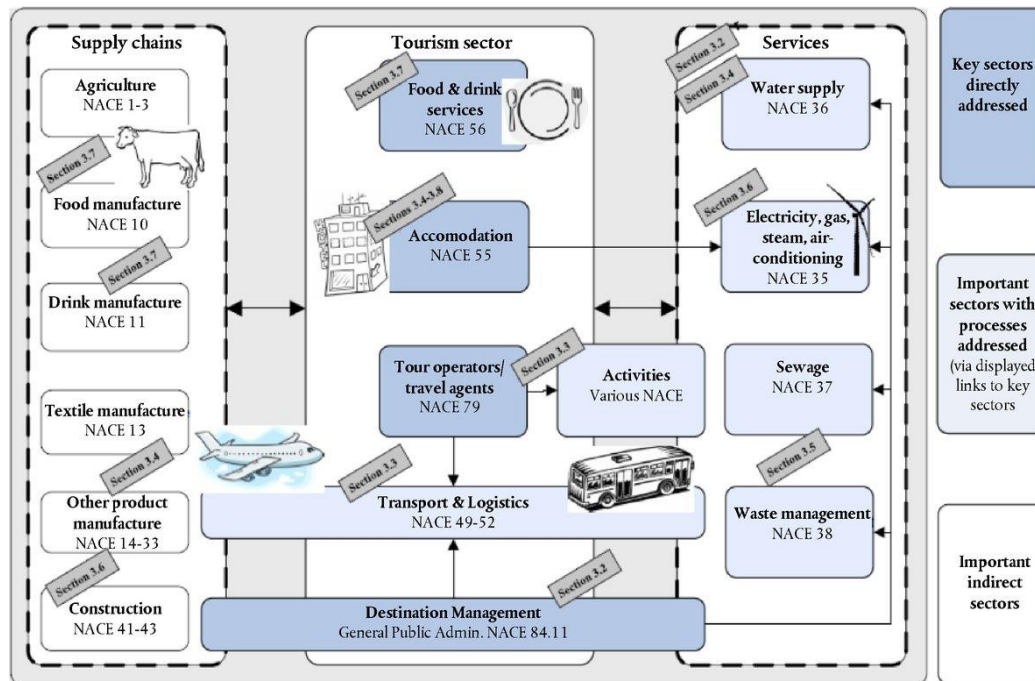 Supply chains
Agriculture
NACE 1-3
Section 3.7
Food manufacture
NACE 10
Section 3.7
Drink manufacture
NACE 11
Textile manufacture
NACE 13
Section 3.4
Other product
manufacture
NACE 14-33
Section 3.6
Construction
NACE 41-43
Tourism sector
Section 3.7
Food & drink
services
NACE 56
Sections 3.4-3.8
Accomodation
NACE 55
Tour operators/
travel agents
NACE 79
Section 3.3
Activities
Various NACE
Section 3.3
Transport & Logistics
NACE 49-52
Section 3.2
Destination Management
General Public Admin. NACE 84.11
Services
Section 3.2
Section 3.4
Water supply
NACE 36
Section 3.6
Electricity, gas,
steam, air-
conditioning
NACE 35
Sewage
NACE 37
Section 3.5
Waste management
NACE 38
Key sectors
directly
addressed
Important
sectors with
processes
addressed
(via displayed
links to key
sectors
Important
indirect
sectors